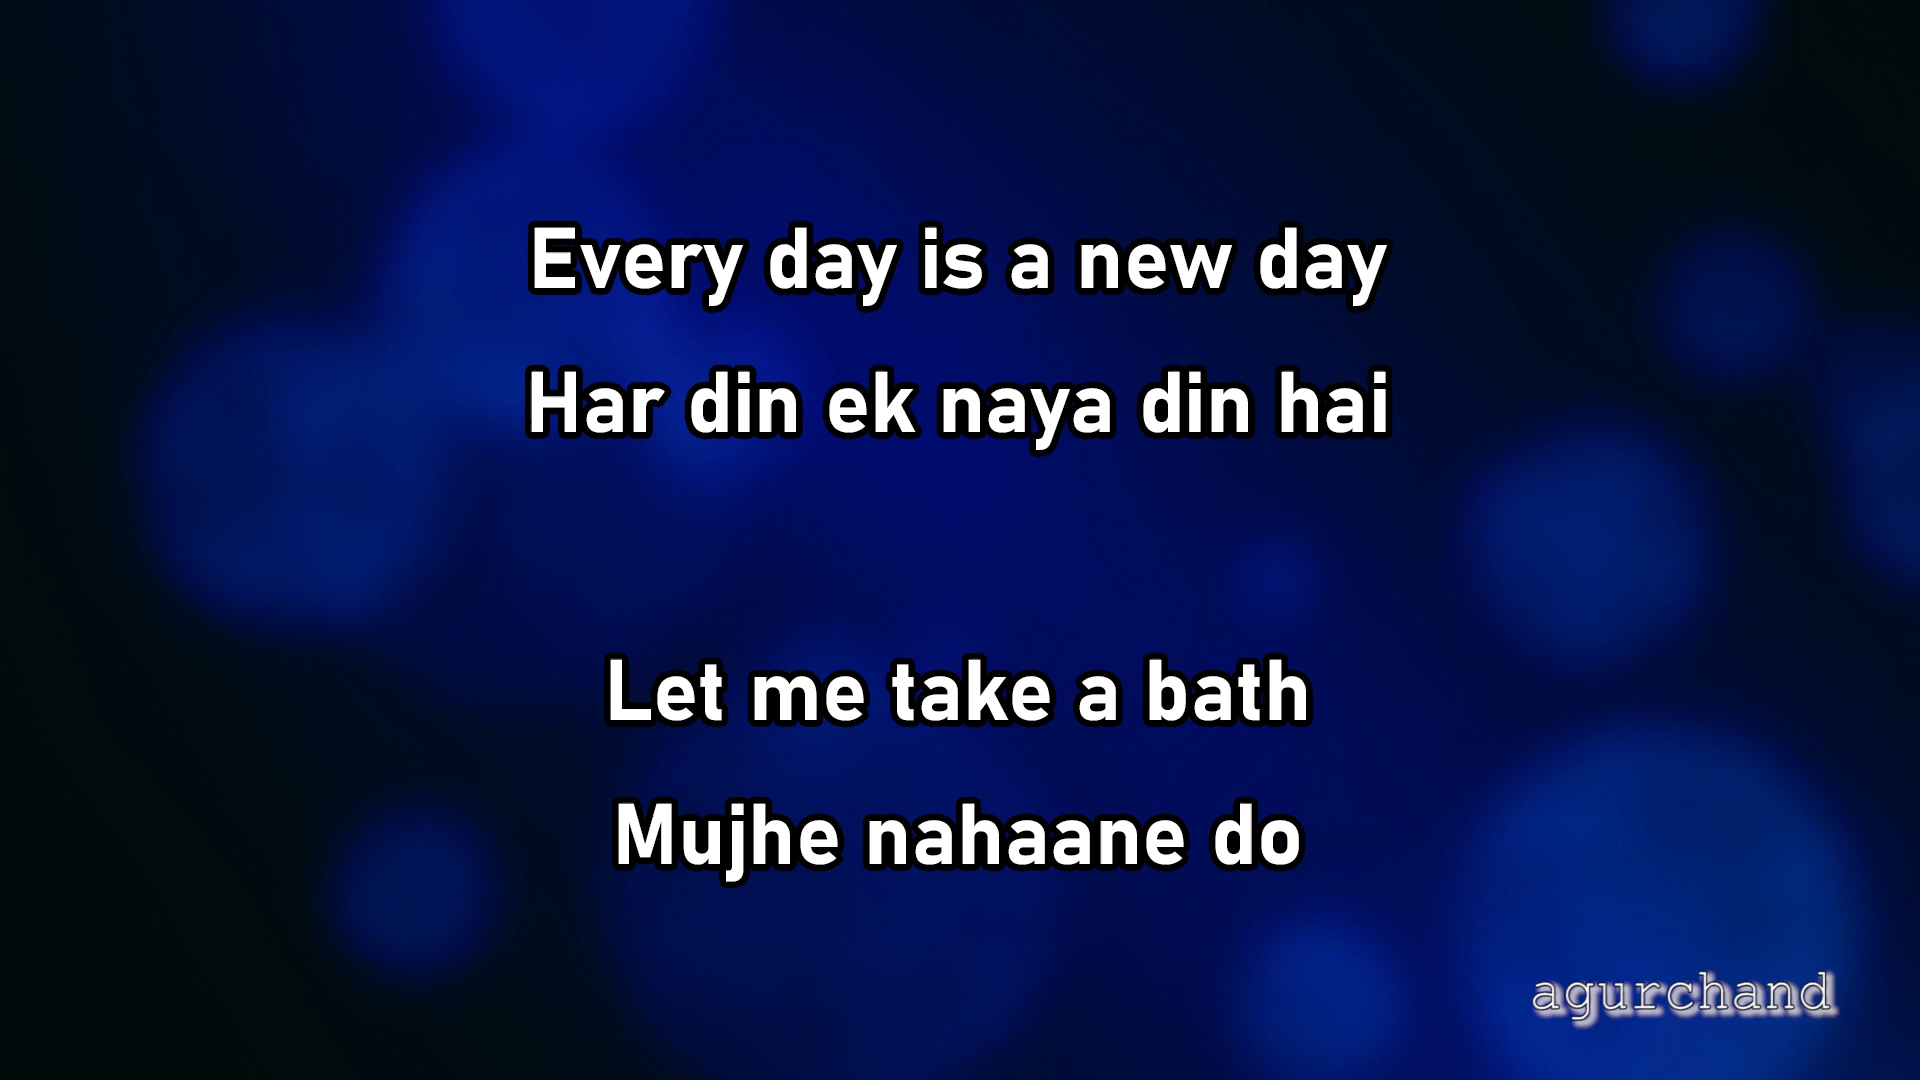 Every day is a new day
Har din ek naya din hai
Let me take a bath
Mujhe nahaane do
agurchand